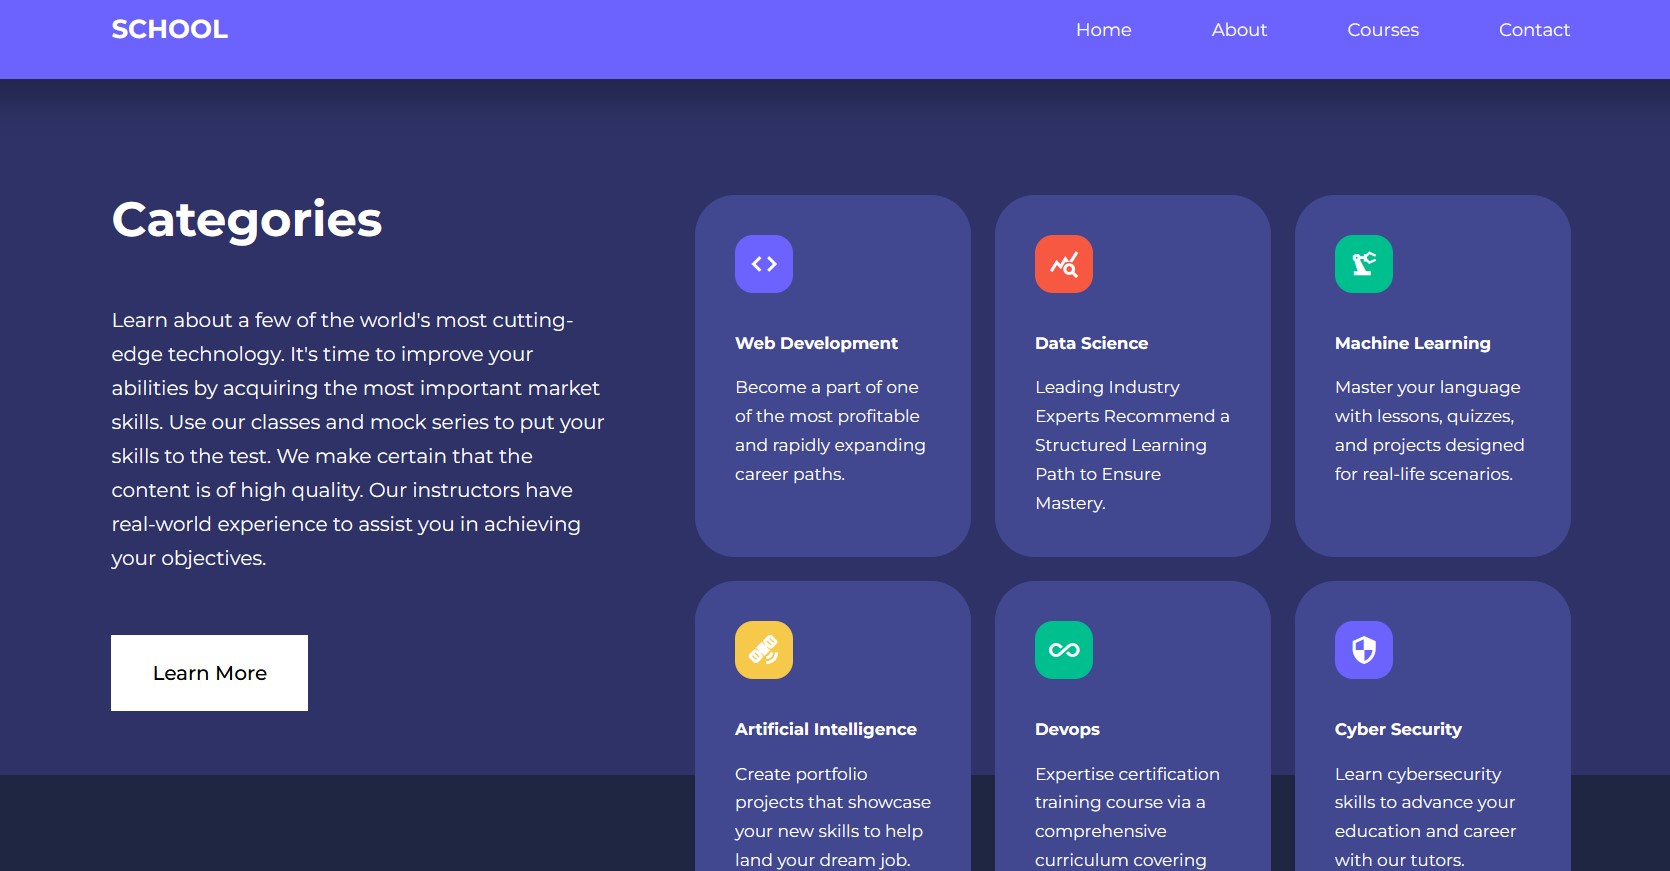 SCHOOL
Home
About
Courses
Contact
Categories
Learn about a few of the world's most cutting-
edge technology. It's time to improve your
abilities by acquiring the most important market
skills. Use our classes and mock series to put your
skills to the test. We make certain that the
content is of high quality. Our instructors have
real-world experience to assist you in achieving
your objectives.
Learn More
Web Development
Become a part of one
of the most profitable
and rapidly expanding
career paths.
Data Science
Leading Industry
Experts Recommend a
Structured Learning
Path to Ensure
Mastery.
Machine Learning
Master your language
with lessons, quizzes,
and projects designed
for real-life scenarios.
Artificial Intelligence
Create portfolio
projects that showcase
your new skills to help
land your dream job.
Devops
Expertise certification
training course via a
comprehensive
curriculum covering
Cyber Security
Learn cybersecurity
skills to advance your
education and career
with our tutors.